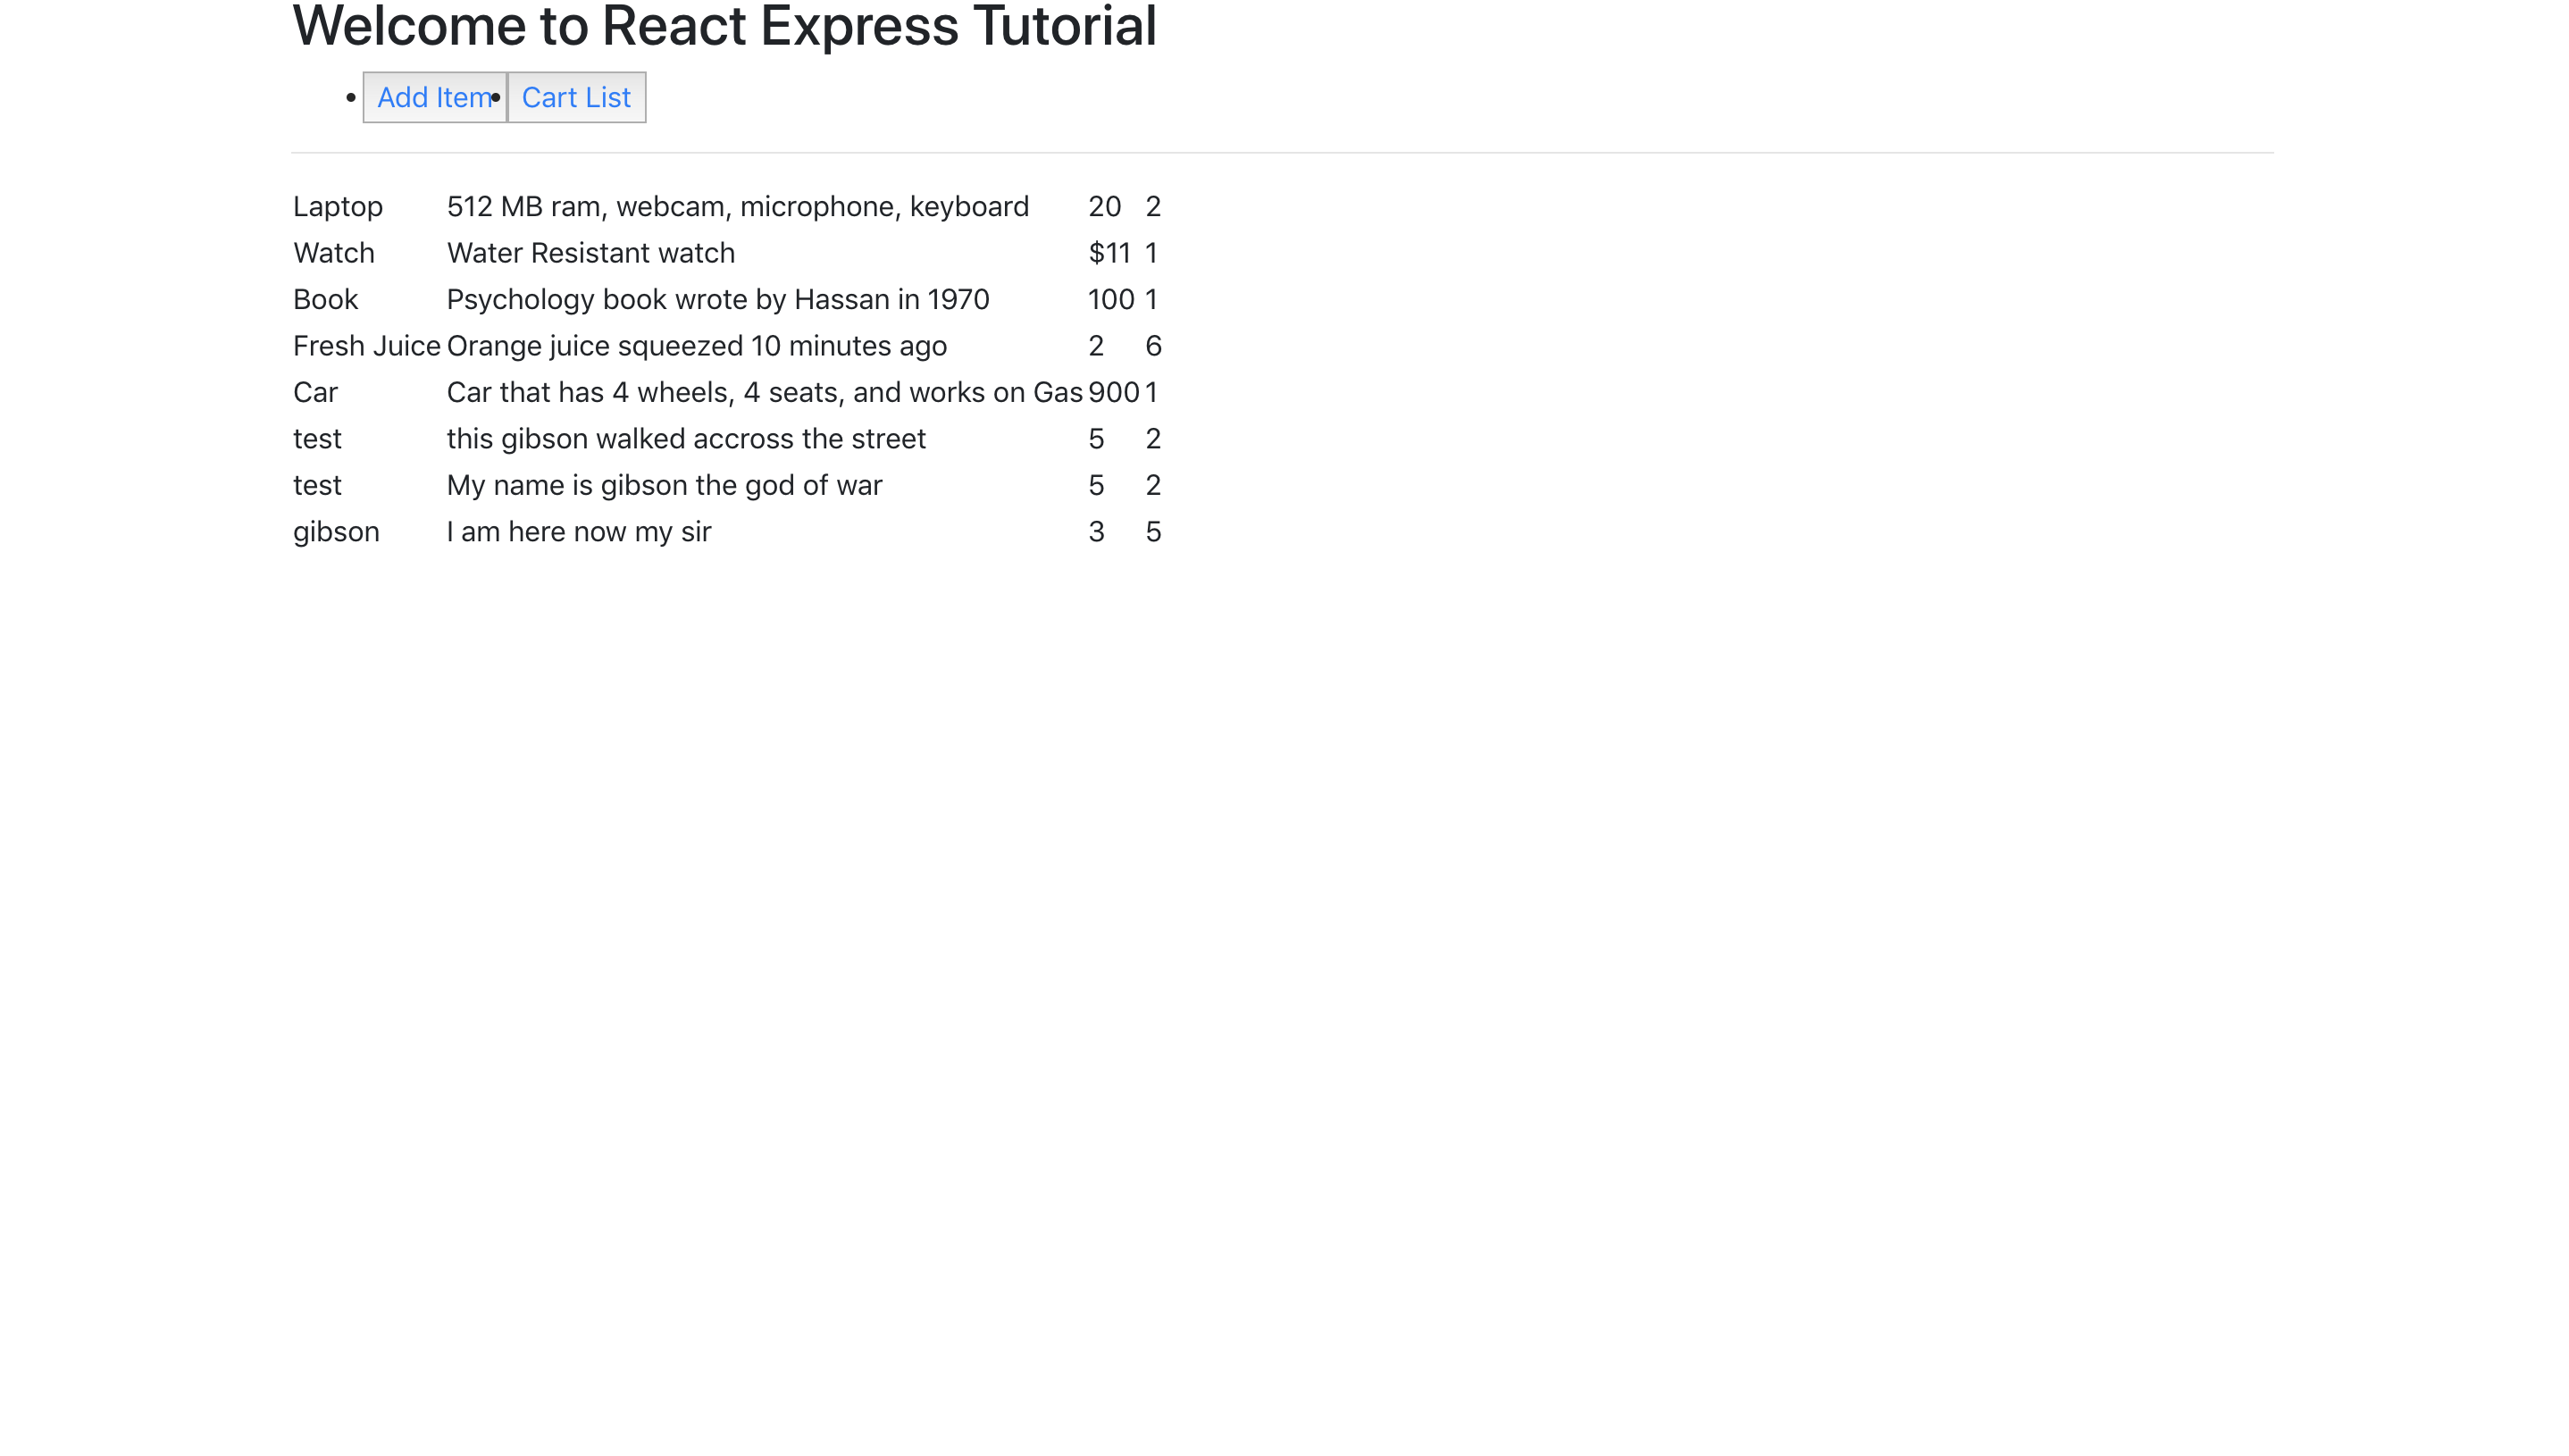 Welcome to React Express Tutorial
• Add Item • Cart List
Laptop 512 MB ram, webcam, microphone, keyboard 20 2
Watch Water Resistant watch $11 1
Book Psychology book wrote by Hassan in 1970 100 1
Fresh Juice Orange juice squeezed 10 minutes ago 2 6
Car Car that has 4 wheels, 4 seats, and works on Gas 900 1
test this gibson walked accross the street 5 2
test My name is gibson the god of war 5 2
gibson I am here now my sir 3 5